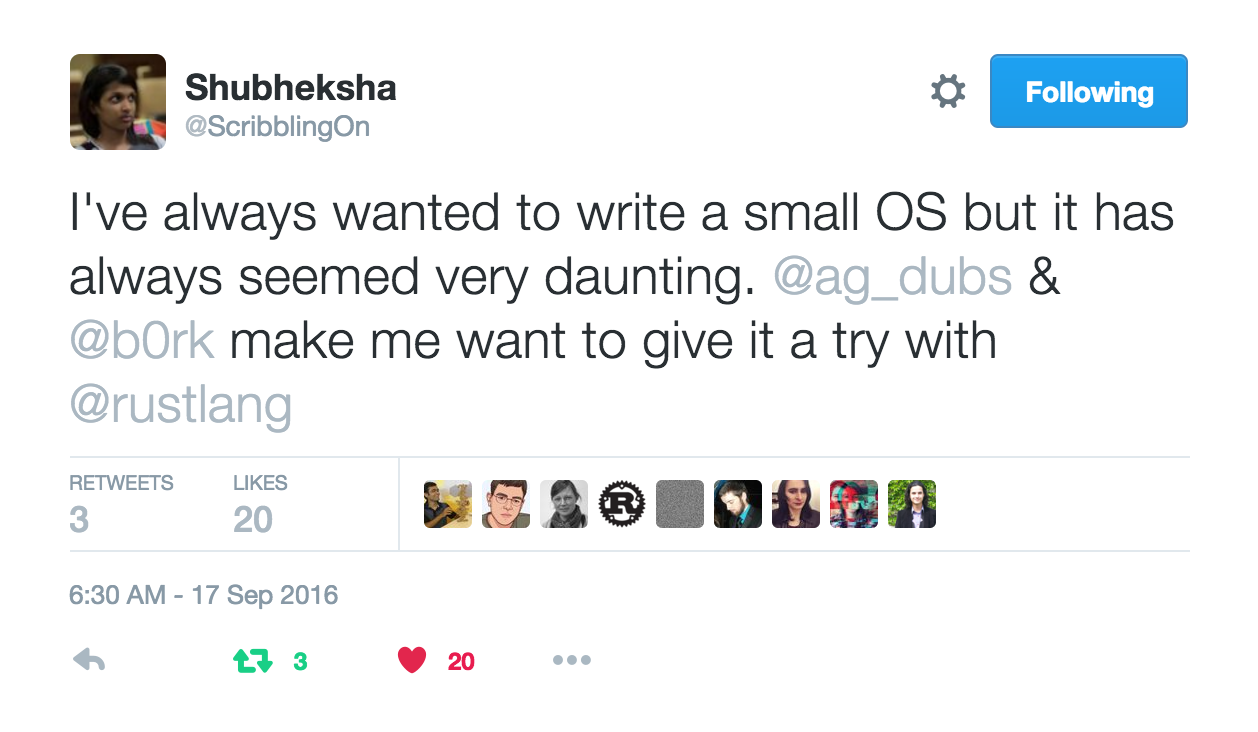 Shubheksha
@ScribblingOn
Following
I've always wanted to write a small OS but it has
always seemed very daunting. @ag_dubs &
@b0rk make me want to give it a try with
@rustlang
RETWEETS
3
LIKES
20
R
6:30 AM - 17 Sep 2016
3
20